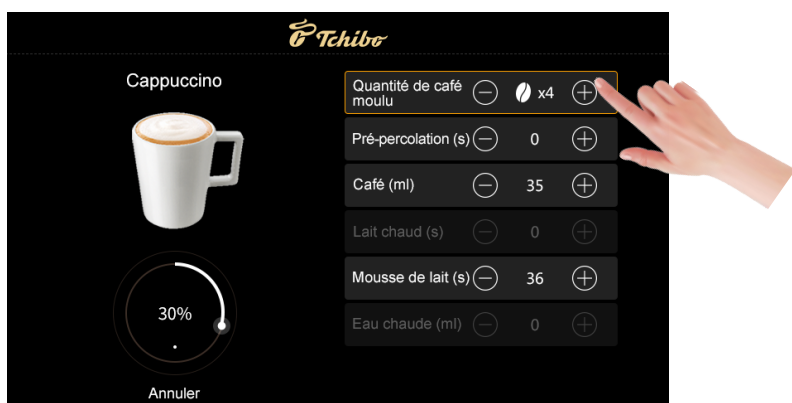 Tchibo
Cappuccino
Quantité de café
moulu
x4
Pré-percolation (s)
0
Café (ml)
35
Lait chaud (s)
0
Mousse de lait (s)
36
Eau chaude (ml)
0
30%
Annuler